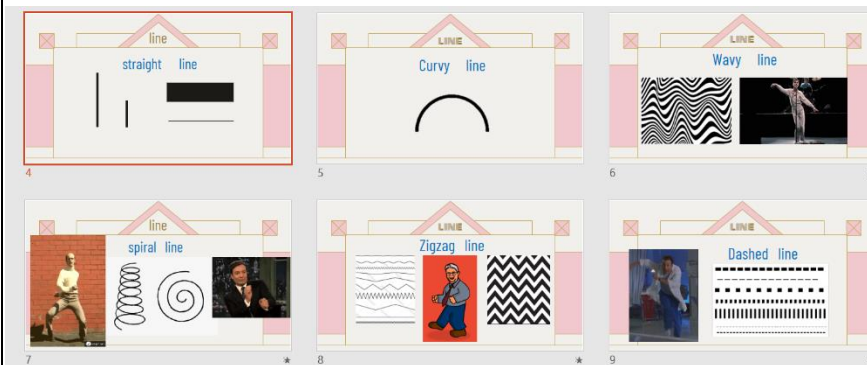 line
straight line
4
LINE
Curvy line
5
LINE
Wavy line
6
line
spiral line
7
LINE
Zigzag line
8
LINE
Dashed line
9